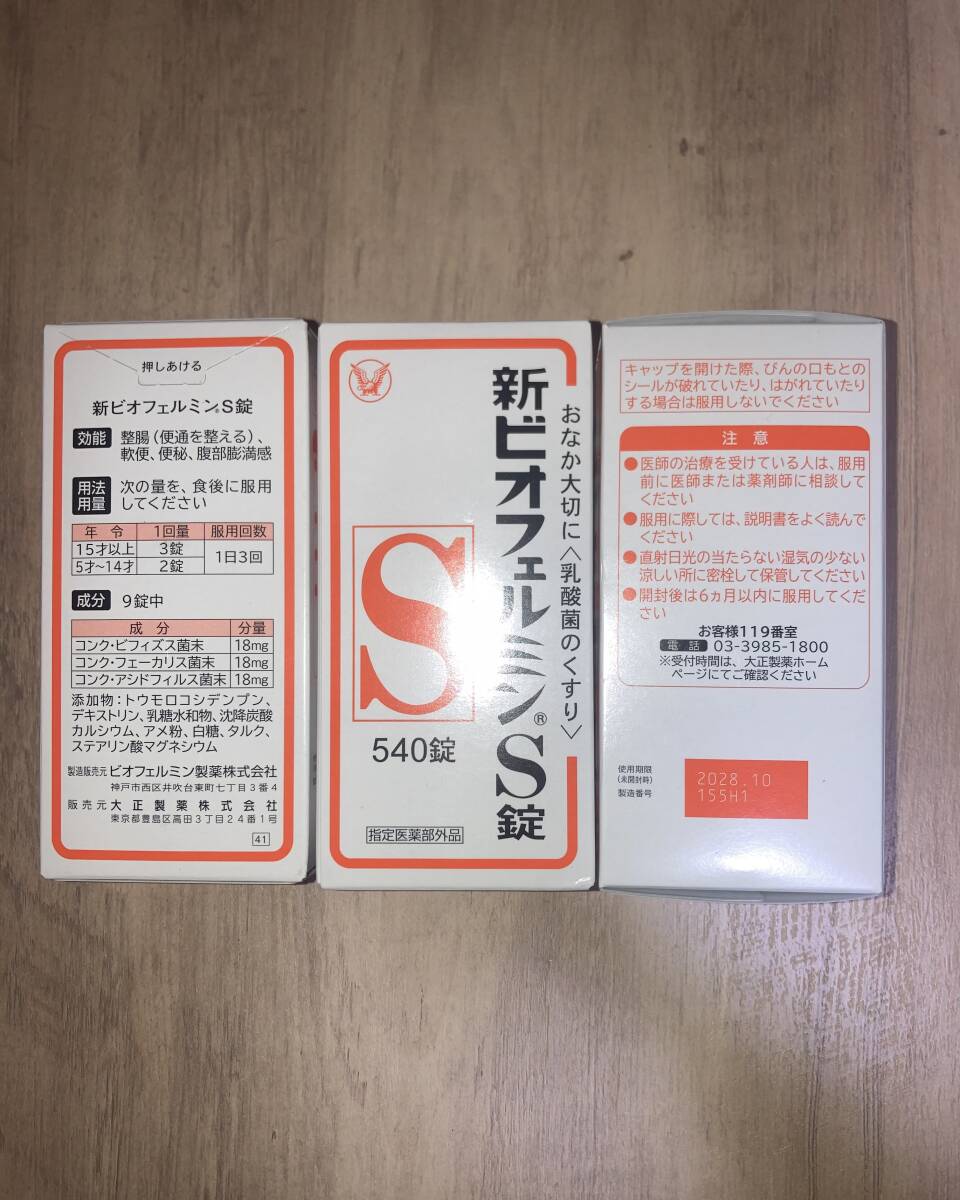 押しあける
新ビオフェルミン®S錠
効能
整腸(便通を整える)、
軟便、便秘、腹部膨満感
用法
用量
次の量を、食後に服用
してください
年 令 1回量 服用回数
15才以上 3錠 1日3回
5才~14才 2錠
成分 9錠中
成 分 分量
コンク・ビフィズス菌末 18mg
コンク・フェーカリス菌末 18mg
コンク・アシドフィルス菌末 18mg
添加物:トウモロコシデンプン、
デキストリン、乳糖水和物、沈降炭酸
カルシウム、アメ粉、白糖、タルク、
ステアリン酸マグネシウム
製造販売元 ビオフェルミン製薬株式会社
神戸市西区井吹台東町七丁目3番4
販売元 大正製薬株式会社
東京都豊島区高田3丁目24番1号
41
おなか大切に〈乳酸菌のくすり〉
新ビオフェルミン®S錠
S
540錠
指定医薬部外品
キャップを開けた際、びんの口もとの
シールが破れていたり、はがれていたり
する場合は服用しないでください
注 意
●医師の治療を受けている人は、服用
前に医師または薬剤師に相談して
ください
●服用に際しては、説明書をよく読んで
ください
●直射日光の当たらない湿気の少ない
涼しい所に密栓して保管してください
●開封後は6ヵ月以内に服用してくだ
さい
お客様119番室
電話 03-3985-1800
※受付時間は、大正製薬ホーム
ページにてご確認ください
使用期限
(未開封時)
2028.10
製造番号
155H1